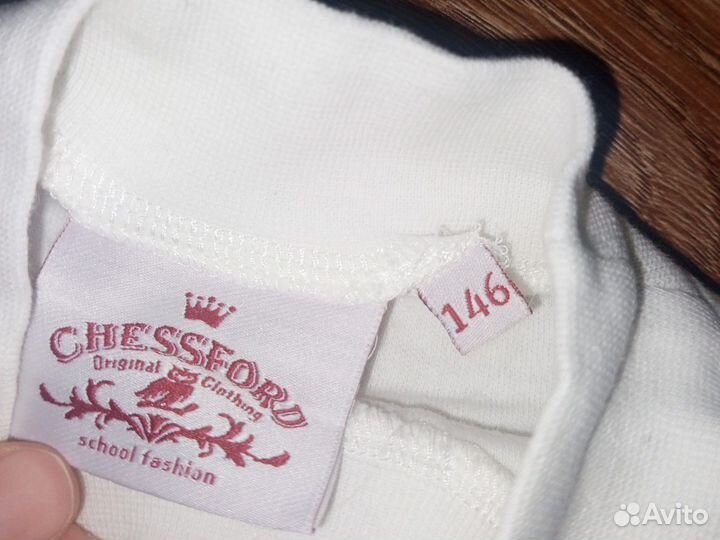 CHESSFORD
Original Clothing
school fashion
146
Avito